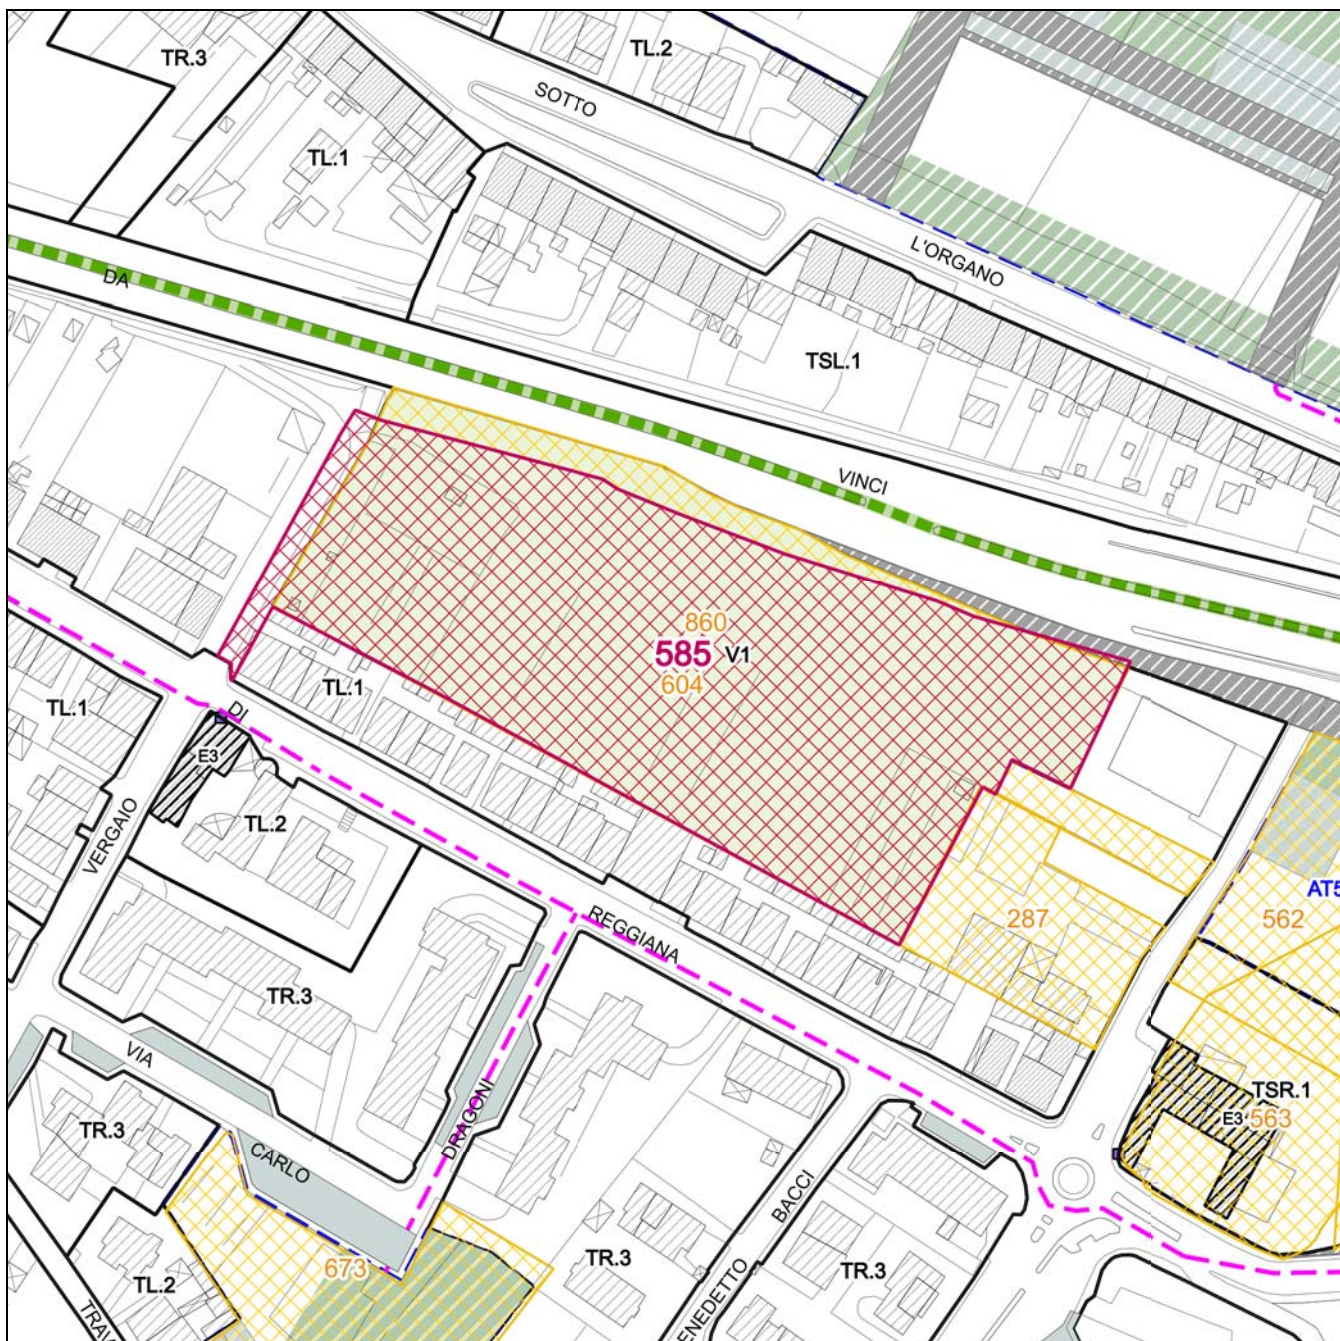 TR.3
TL.2
SOTTO
TL.1
L'ORGANO
DA
TSL.1
VINCI
860
585 V1
604
TL.1
TL.1
DI
E3
TL.2
VERGAIO
AT5
REGGIANA
287
562
TR.3
VIA
TSR.1
E3 563
DRAGONI
TR.3
CARLO
BACCI
673
TR.3
TR.3
TL.2
ENEDETTO
TRAV